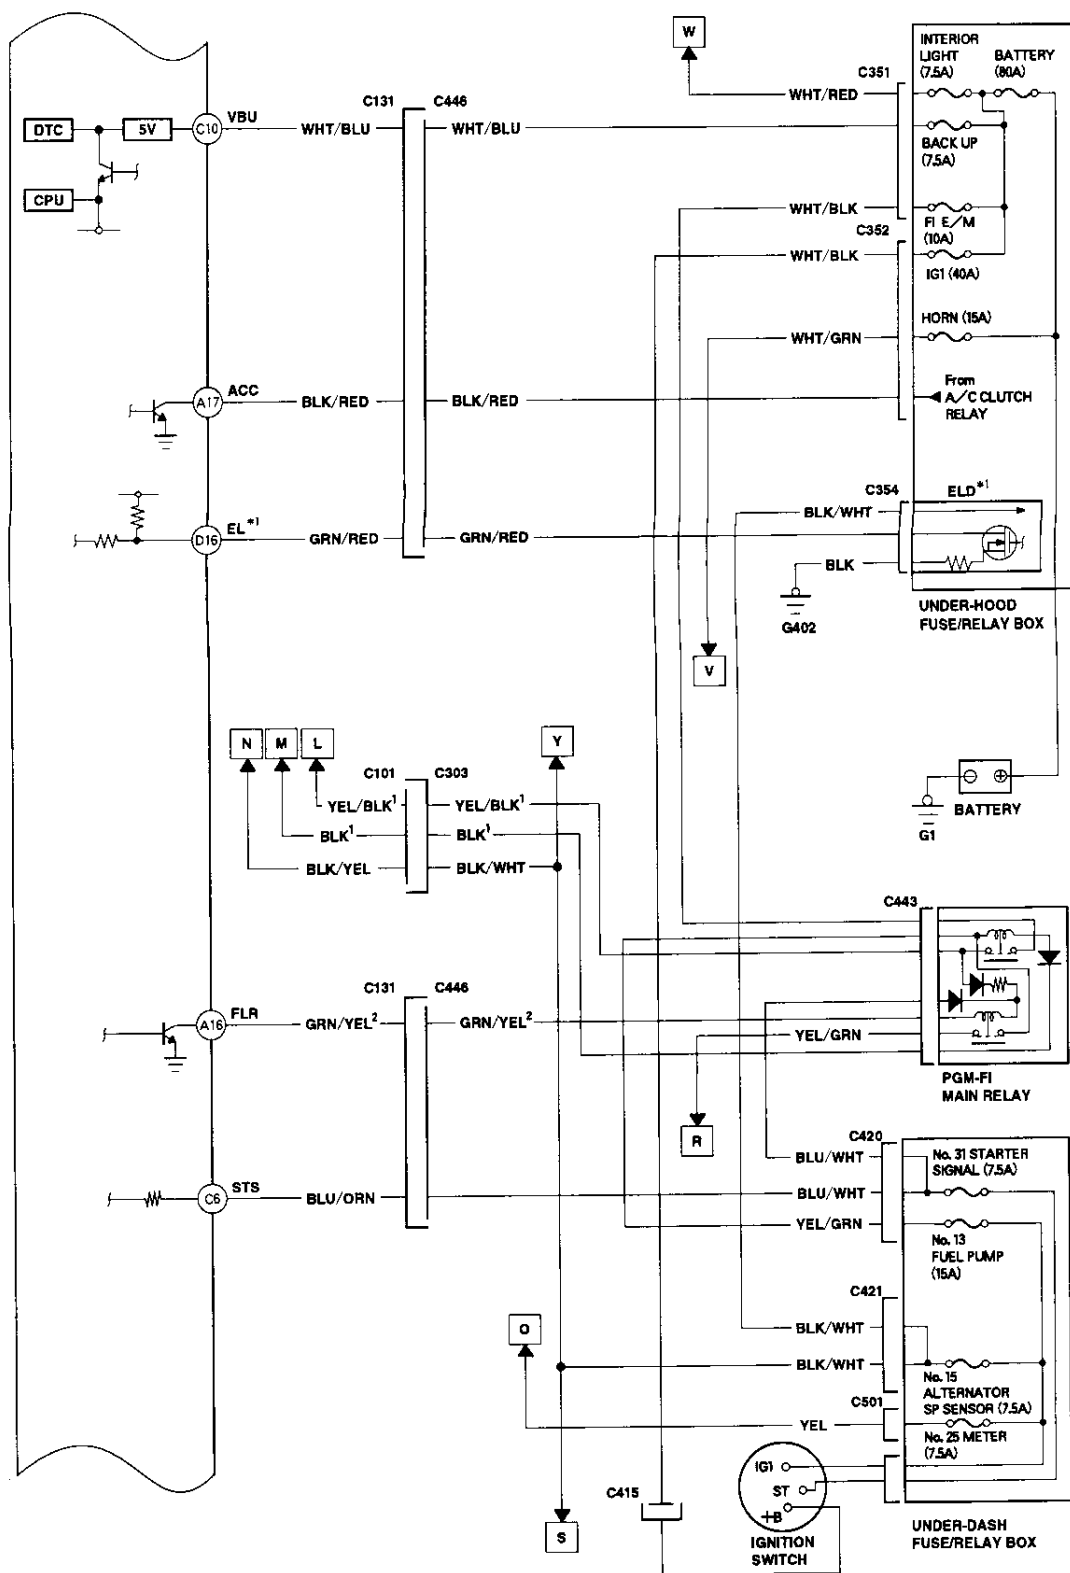 W
INTERIOR
LIGHT
(7.5A)
BATTERY
(80A)
C351
WHT/RED
C131
C446
VBU
DTC
5V
C10
WHT/BLU
WHT/BLU
BACK UP
(7.5A)
CPU
WHT/BLK
FI E/M
(10A)
C352
WHT/BLK
IG1 (40A)
HORN (15A)
WHT/GRN
From
A/C CLUTCH
RELAY
ACC
A17
BLK/RED
BLK/RED
C354
ELD*1
BLK/WHT
EL*1
D16
GRN/RED
GRN/RED
BLK
G402
UNDER-HOOD
FUSE/RELAY BOX
V
N
M
L
Y
C101
C303
YEL/BLK1
YEL/BLK1
BLK1
BLK1
BLK/YEL
BLK/WHT
BATTERY
G1
C443
C131
C446
FLR
A16
GRN/YEL2
GRN/YEL2
YEL/GRN
PGM-FI
MAIN RELAY
R
C420
BLU/WHT
No. 31 STARTER
SIGNAL (7.5A)
STS
C6
BLU/ORN
BLU/WHT
YEL/GRN
No. 13
FUEL PUMP
(15A)
C421
O
BLK/WHT
BLK/WHT
No. 15
ALTERNATOR
SP SENSOR (7.5A)
C501
YEL
No. 25 METER
(7.5A)
IG1
ST
+B
C415
S
IGNITION
SWITCH
UNDER-DASH
FUSE/RELAY BOX